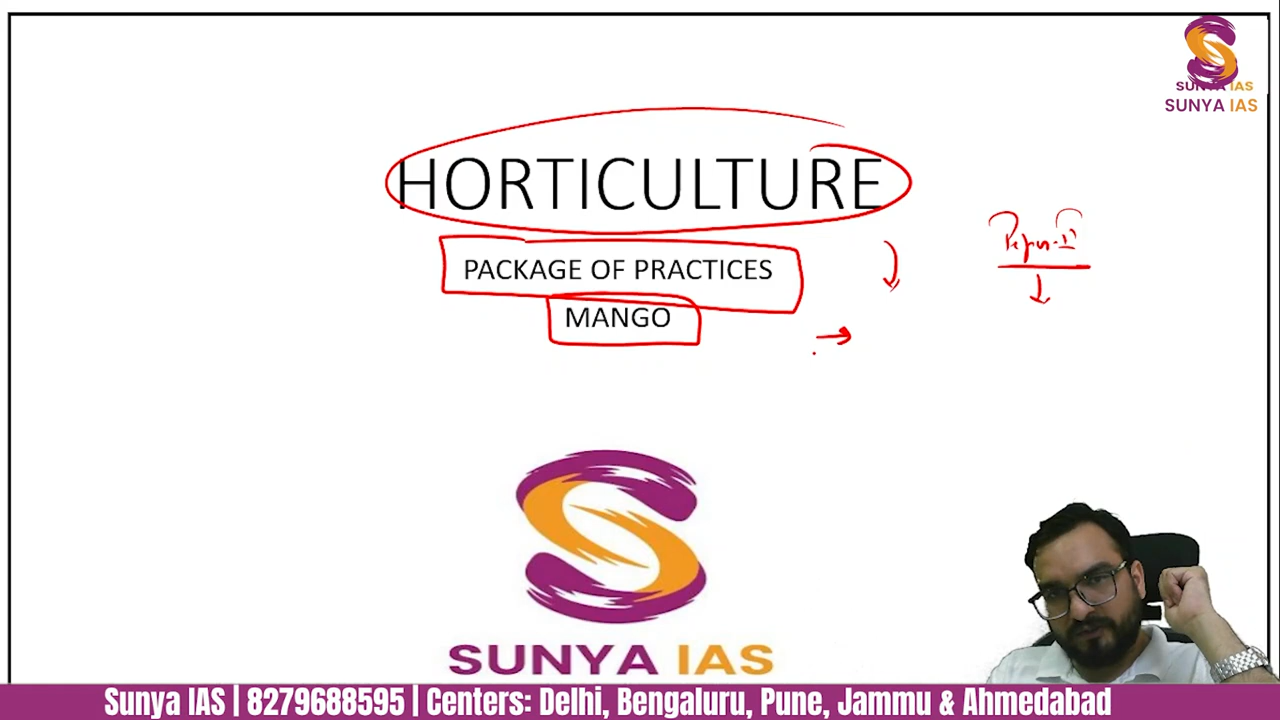 SUNYA IAS
SUNYA IAS
HORTICULTURE
PACKAGE OF PRACTICES
MANGO
SUNYA IAS
Sunya IAS | 8279688595 | Centers: Delhi, Bengaluru, Pune, Jammu & Ahmedabad